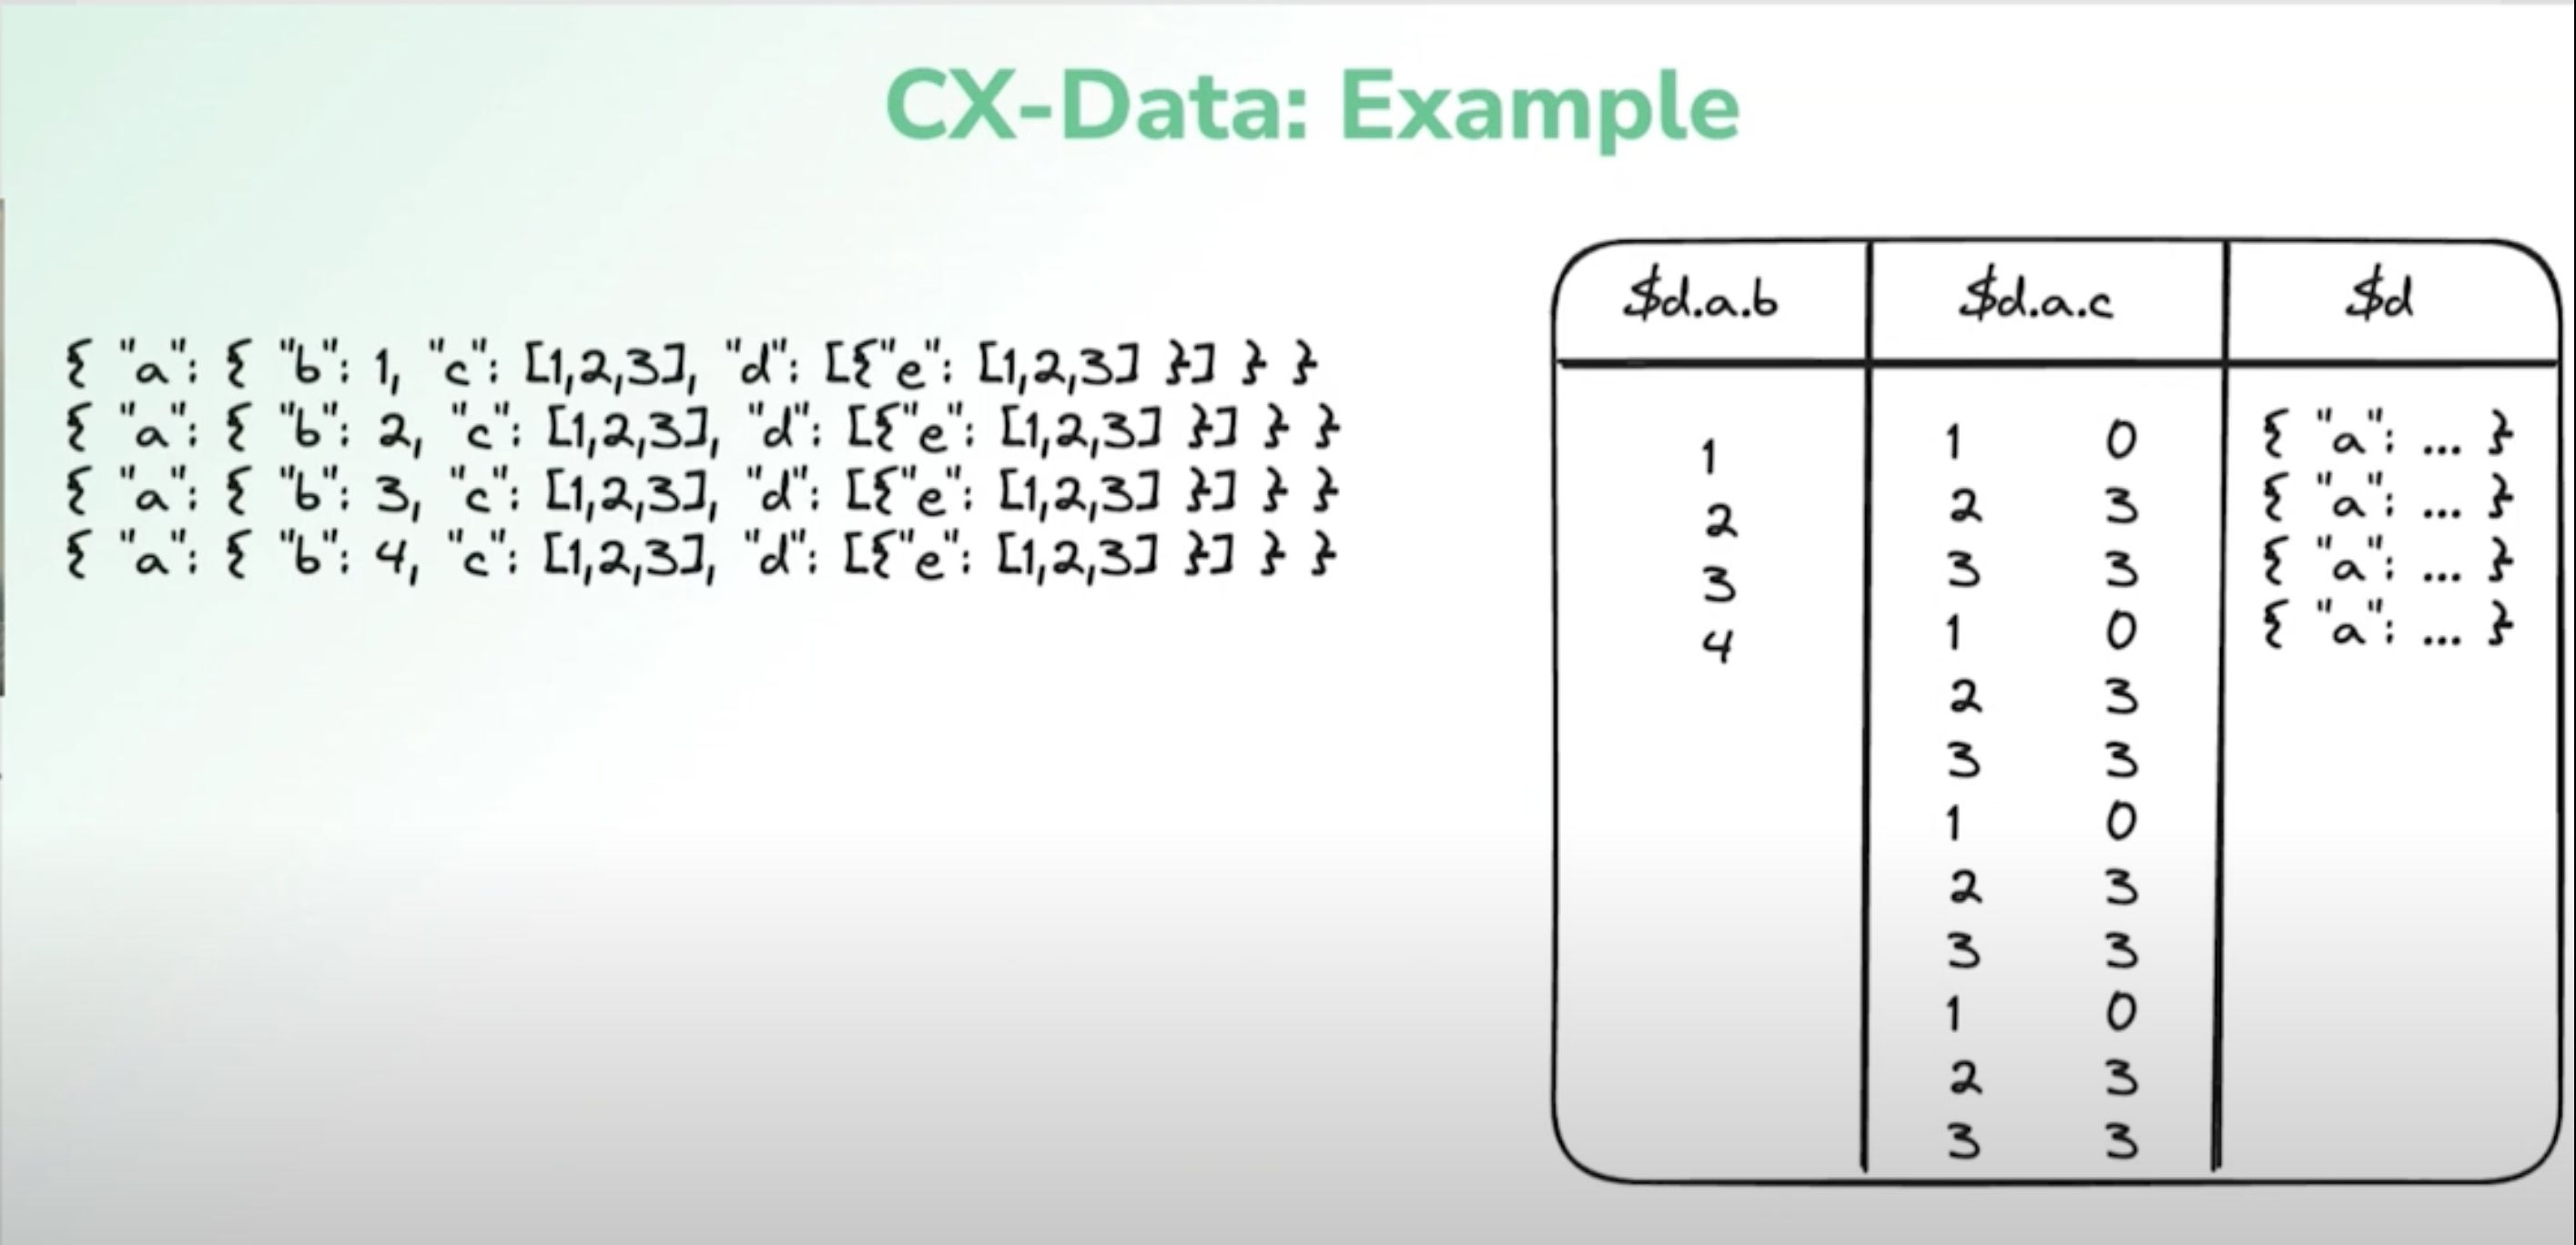 CX-Data: Example
{ "a": { "b": 1, "c": [1,2,3], "d": [{"e": [1,2,3] }] } }
{ "a": { "b": 2, "c": [1,2,3], "d": [{"e": [1,2,3] }] } }
{ "a": { "b": 3, "c": [1,2,3], "d": [{"e": [1,2,3] }] } }
{ "a": { "b": 4, "c": [1,2,3], "d": [{"e": [1,2,3] }] } }
$d.a.b $d.a.c $d
1 1 0 { "a": ... }
2 2 3 { "a": ... }
3 3 3 { "a": ... }
4 1 0 { "a": ... }
2 3
3 3
1 0
2 3
3 3
1 0
2 3
3 3